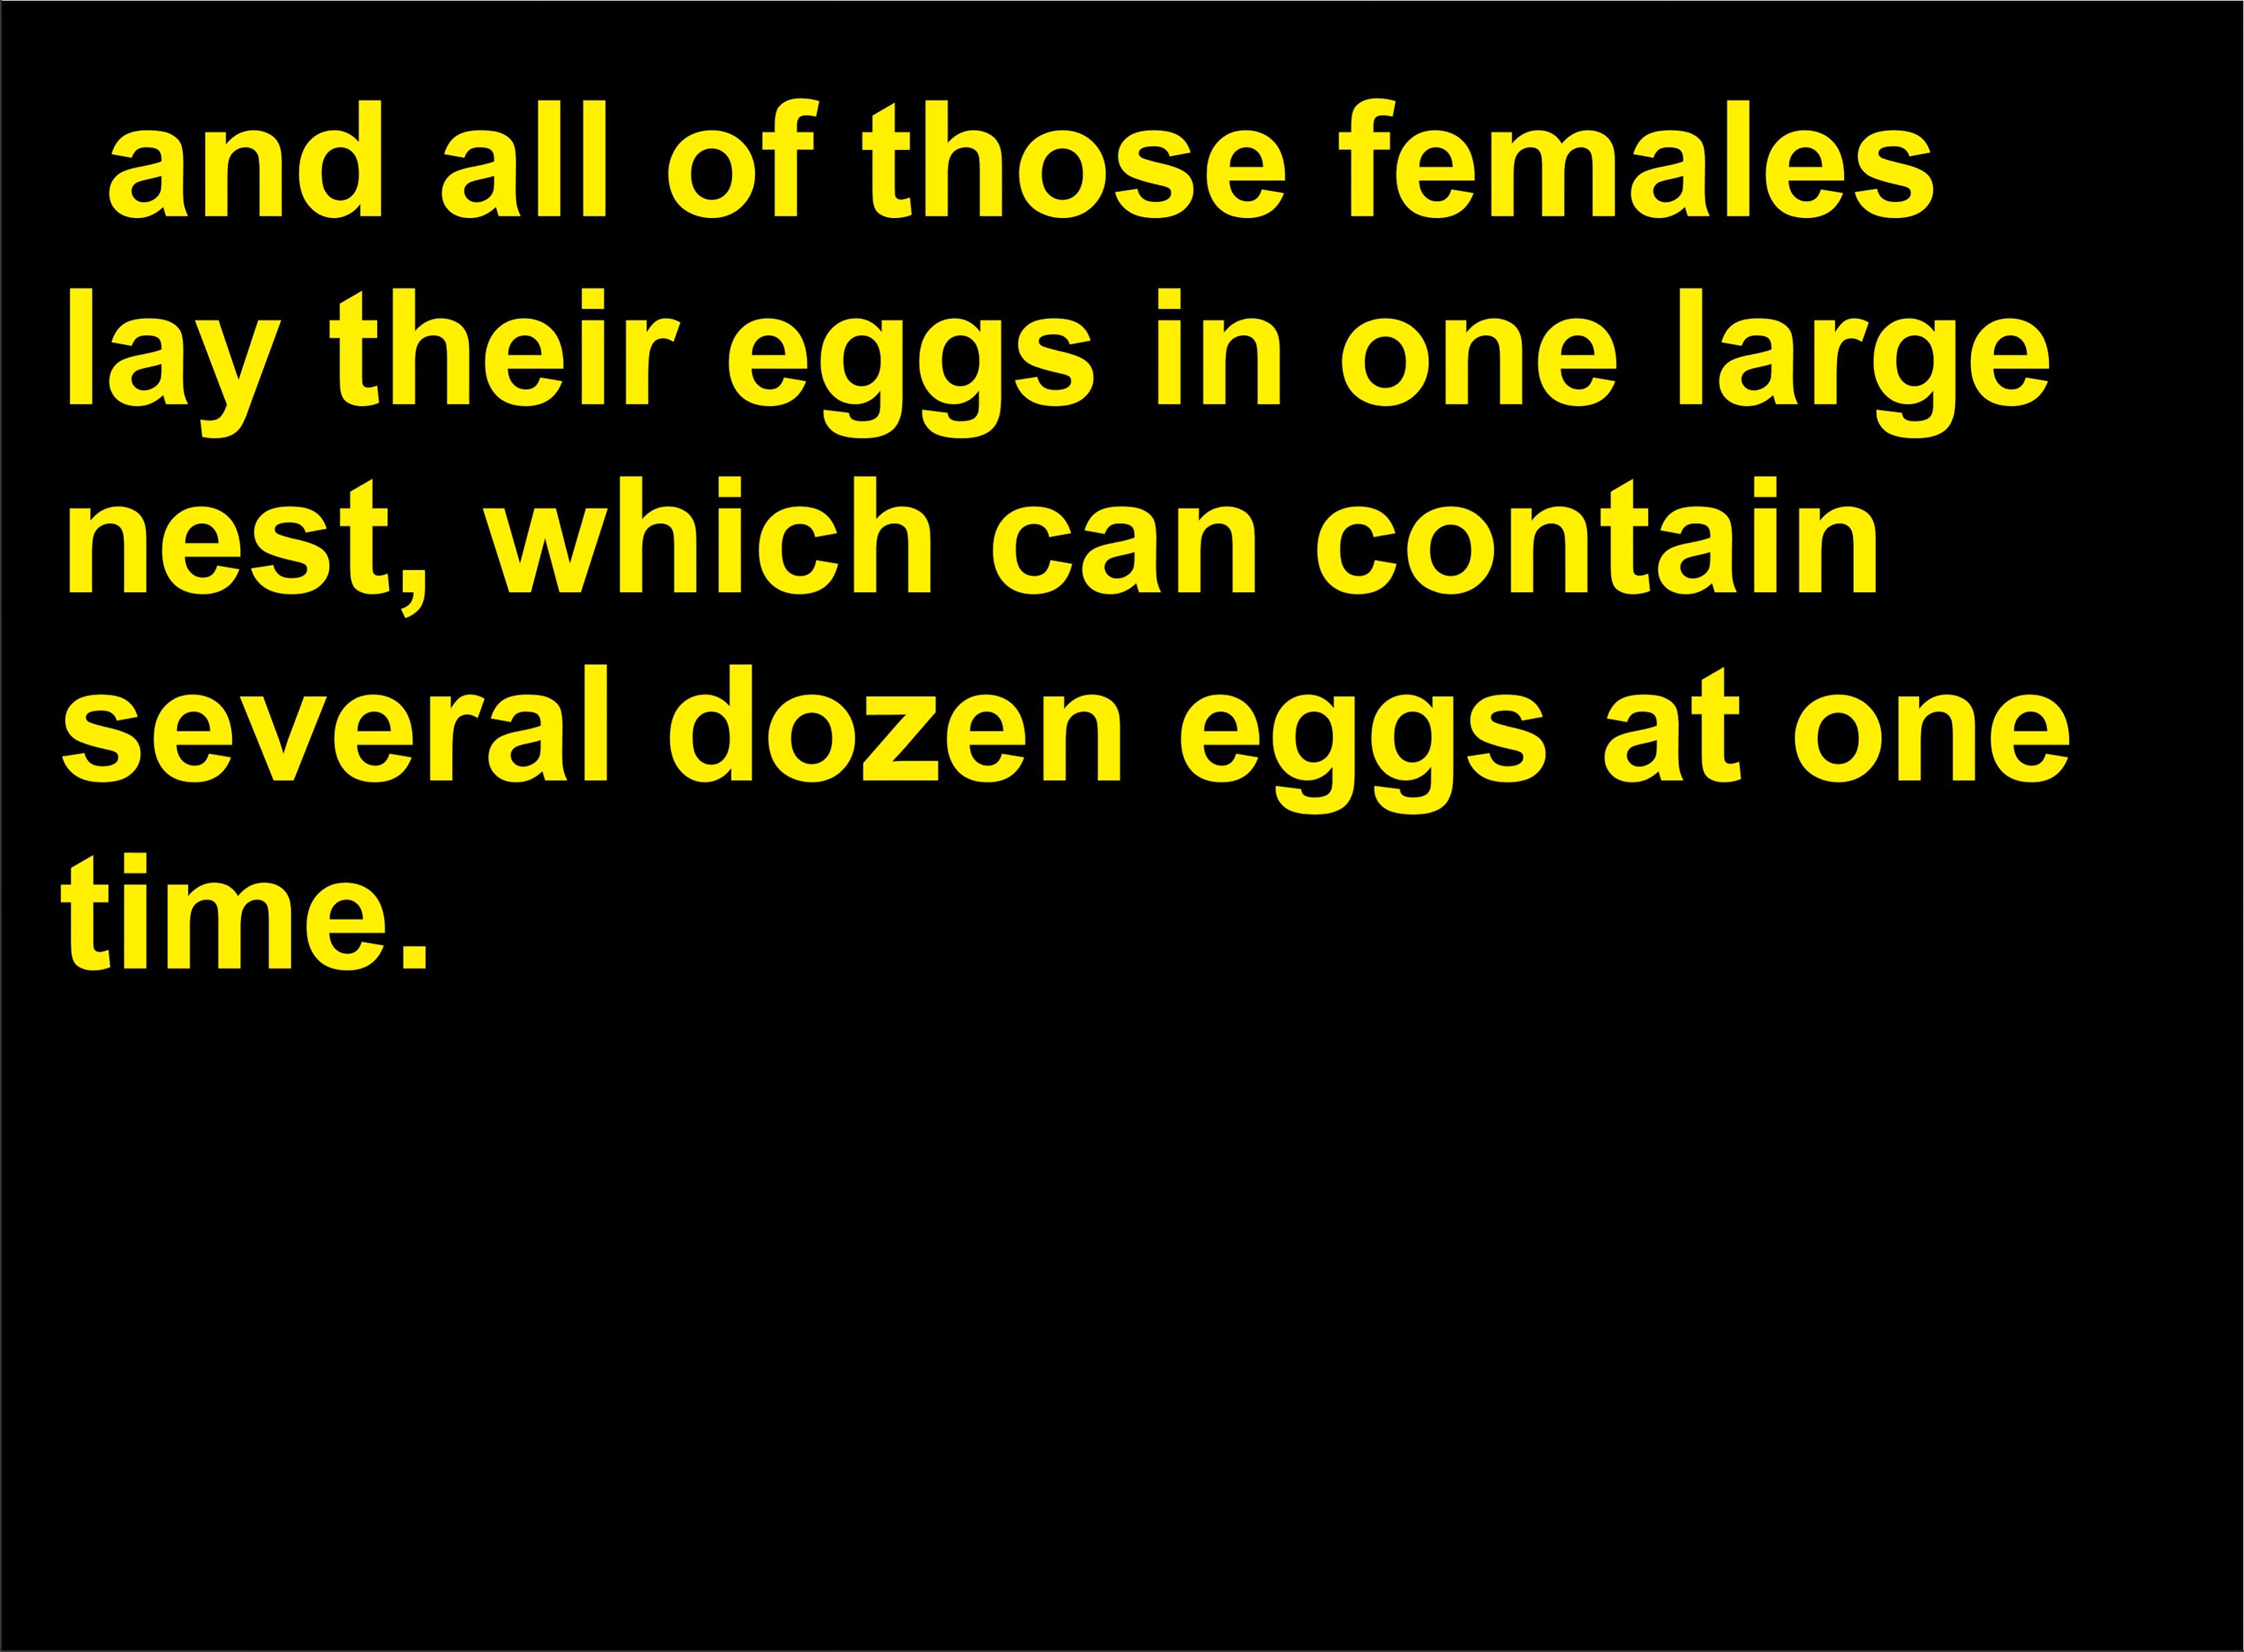 and all of those females
lay their eggs in one large
nest, which can contain
several dozen eggs at one
time.